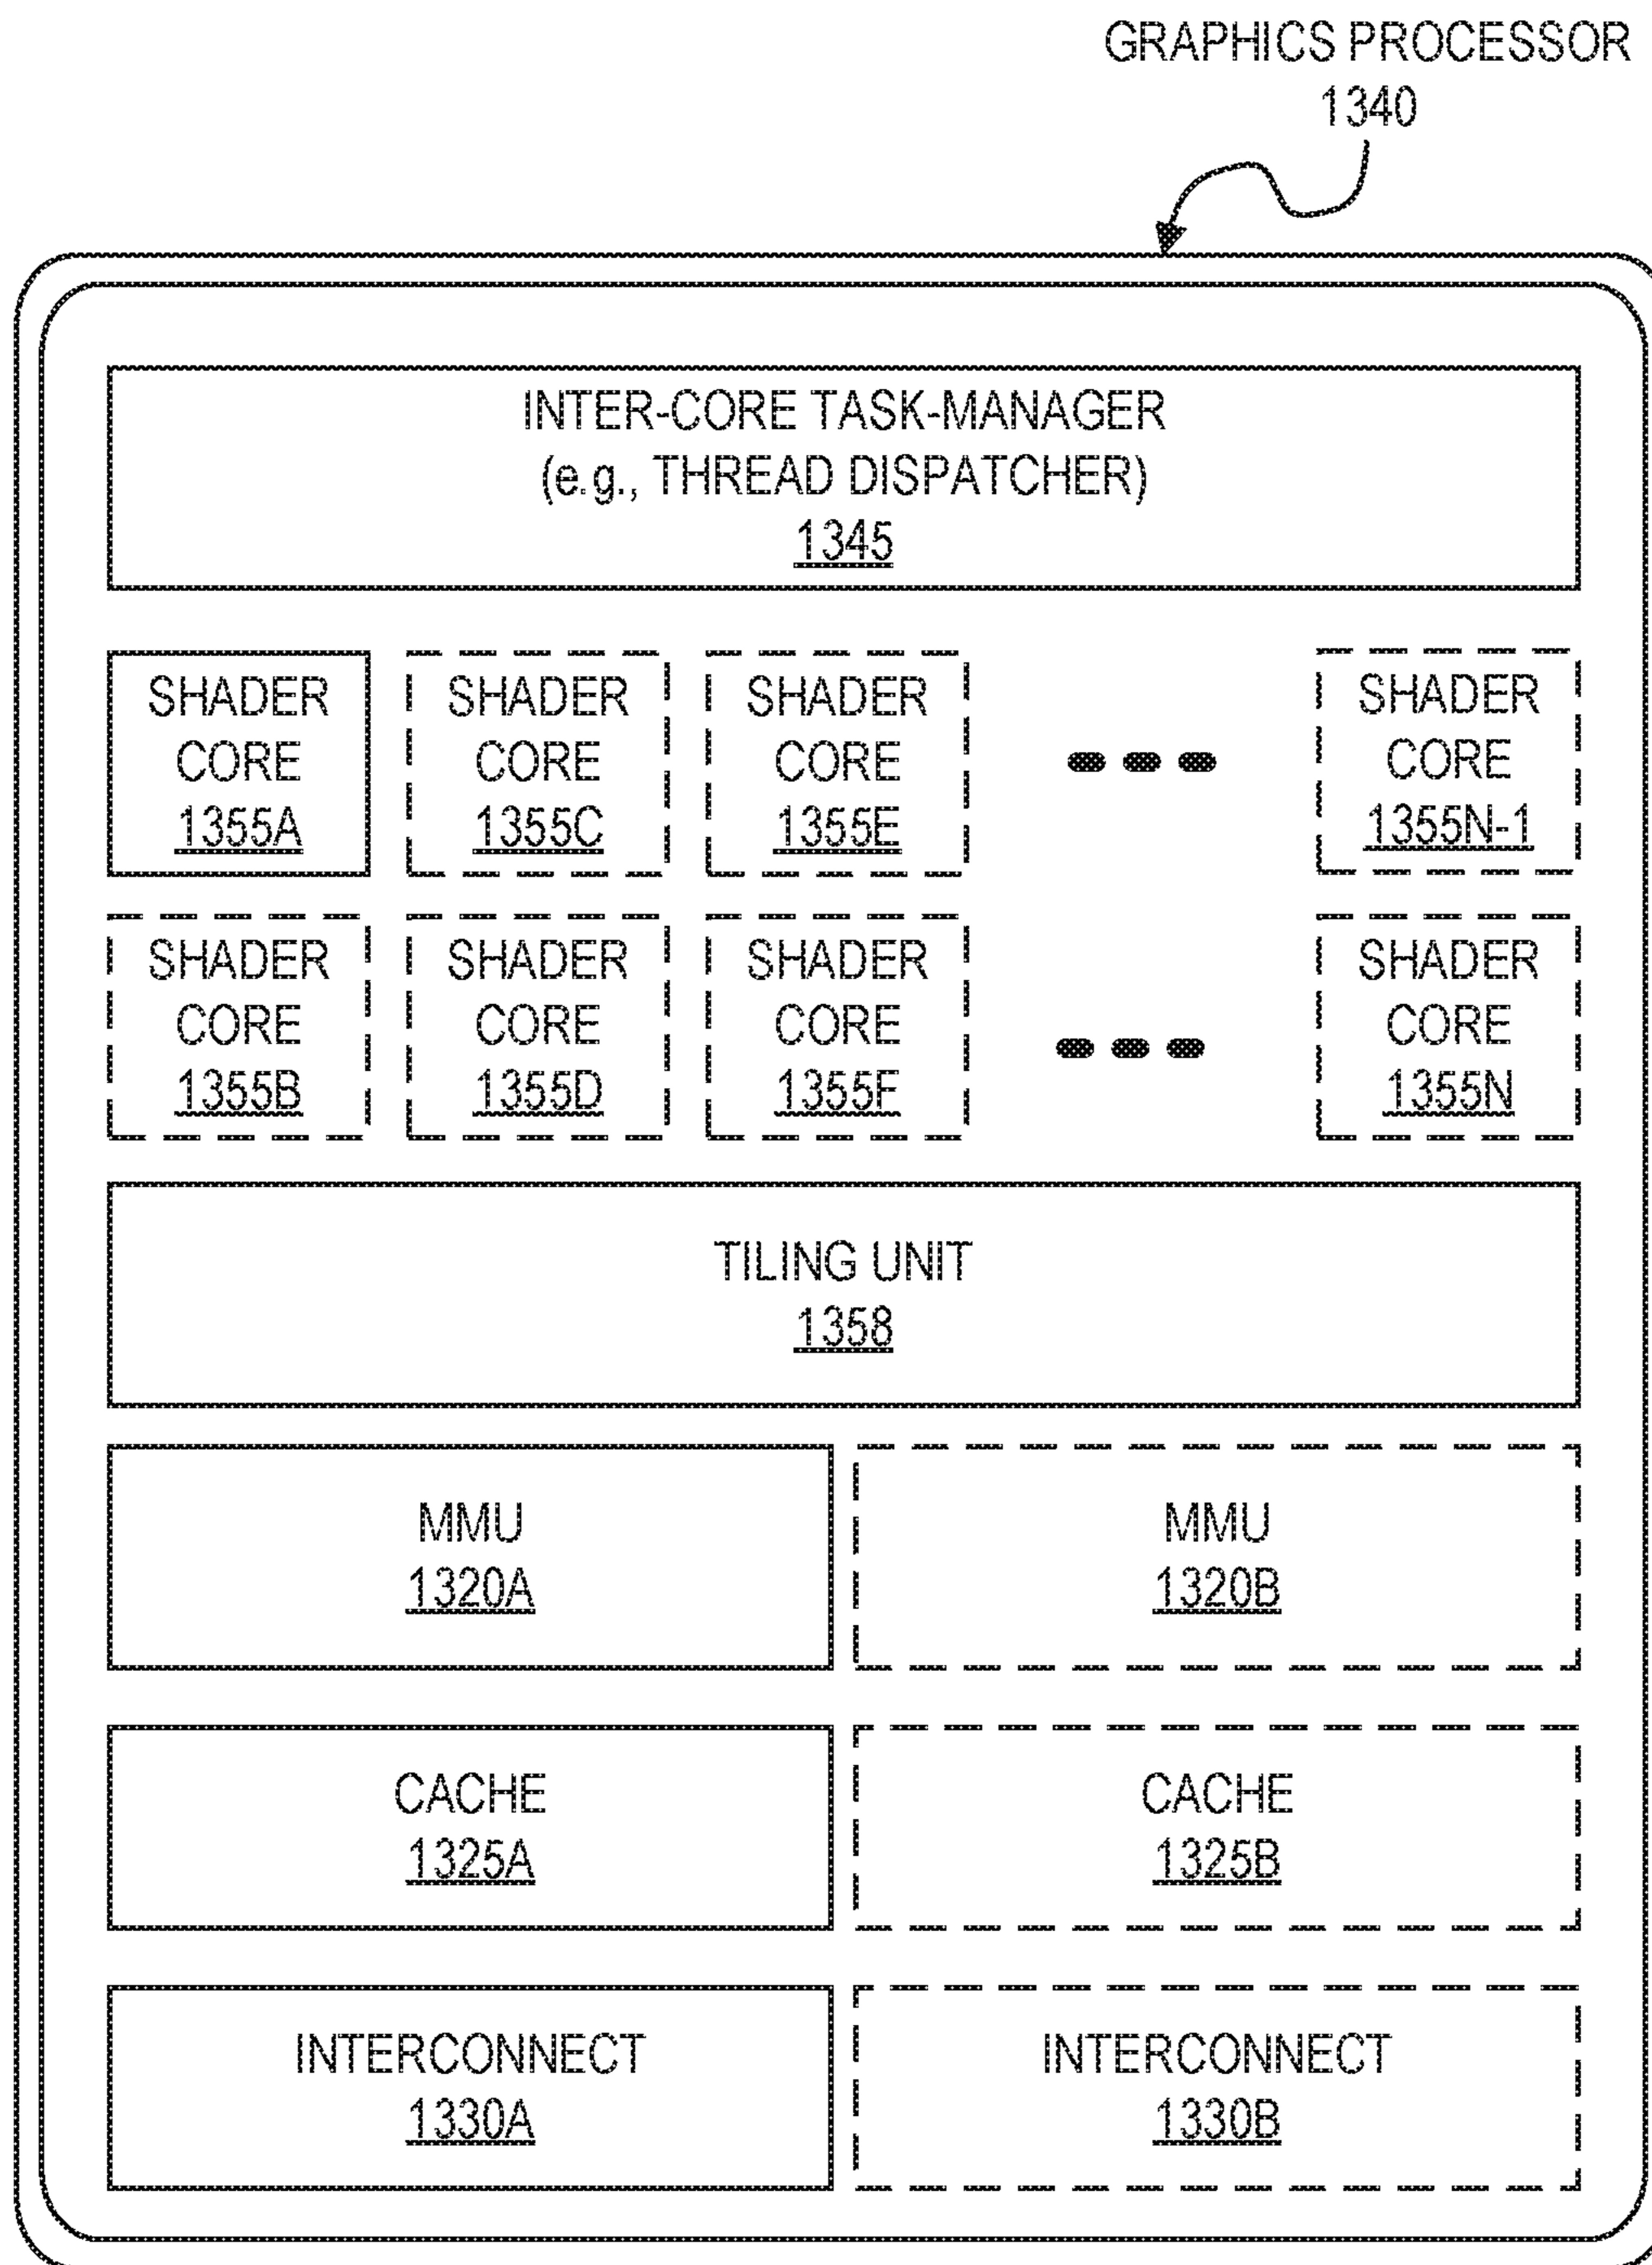 GRAPHICS PROCESSOR
1340
INTER-CORE TASK-MANAGER
(e.g., THREAD DISPATCHER)
1345
SHADER
CORE
1355A
SHADER
CORE
1355C
SHADER
CORE
1355E
SHADER
CORE
1355N-1
SHADER
CORE
1355B
SHADER
CORE
1355D
SHADER
CORE
1355F
SHADER
CORE
1355N
TILING UNIT
1358
MMU
1320A
MMU
1320B
CACHE
1325A
CACHE
1325B
INTERCONNECT
1330A
INTERCONNECT
1330B